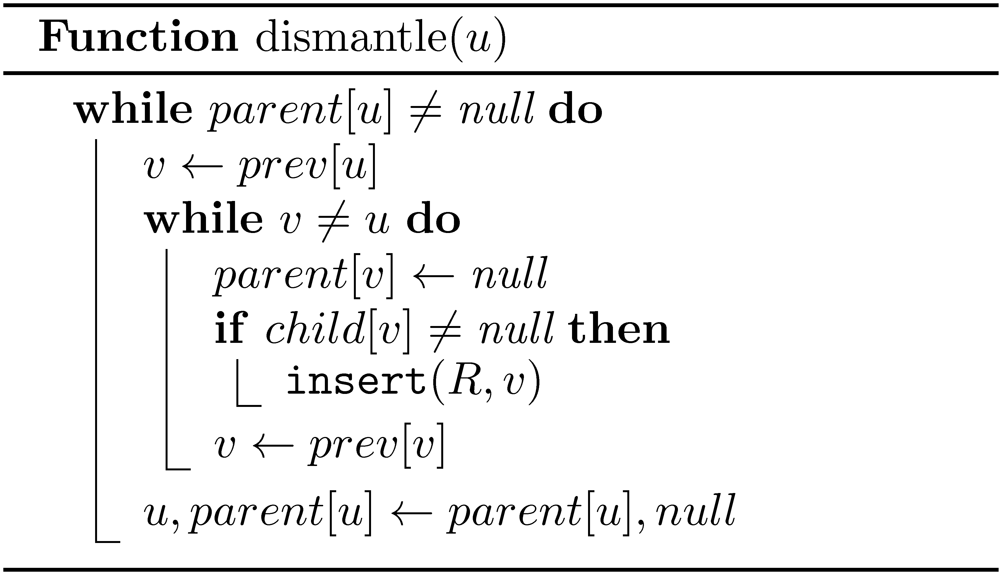 Function dismantle(u)
while parent[u] ≠ null do
v ← prev[u]
while v ≠ u do
parent[v] ← null
if child[v] ≠ null then
insert(R, v)
v ← prev[v]
u, parent[u] ← parent[u], null